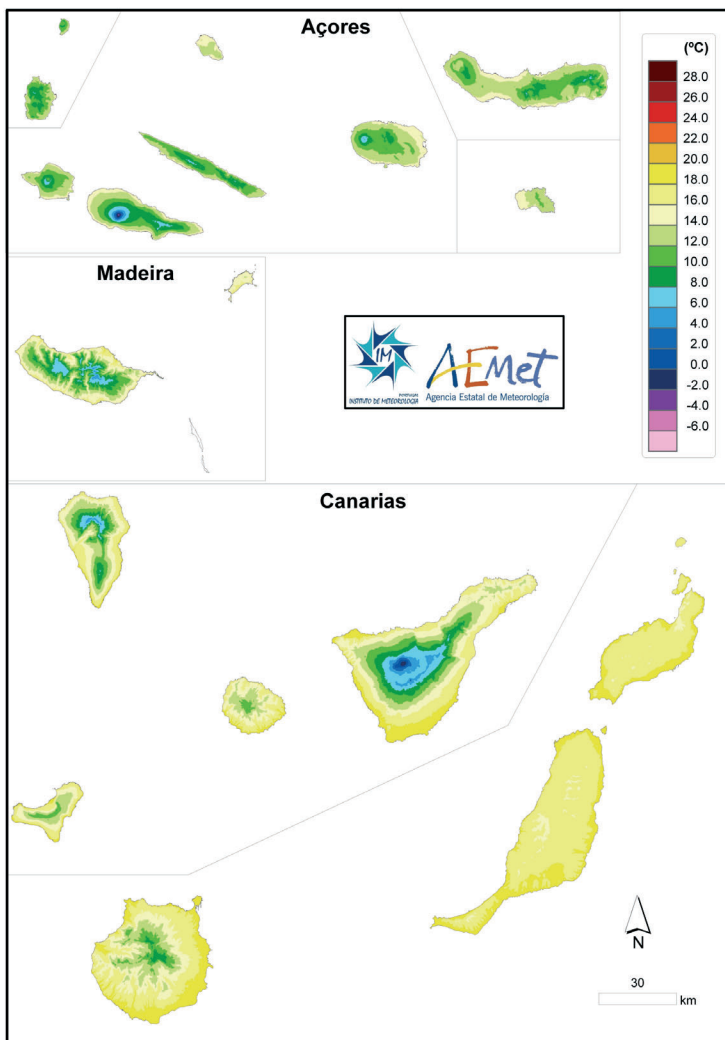 Açores
(ºC)
28.0
26.0
24.0
22.0
20.0
18.0
16.0
14.0
12.0
10.0
8.0
6.0
4.0
2.0
0.0
-2.0
-4.0
-6.0
Madeira
IM
PORTUGAL
INSTITUTO DE METEOROLOGIA
AEMet
Agencia Estatal de Meteorología
Canarias
N
30
km